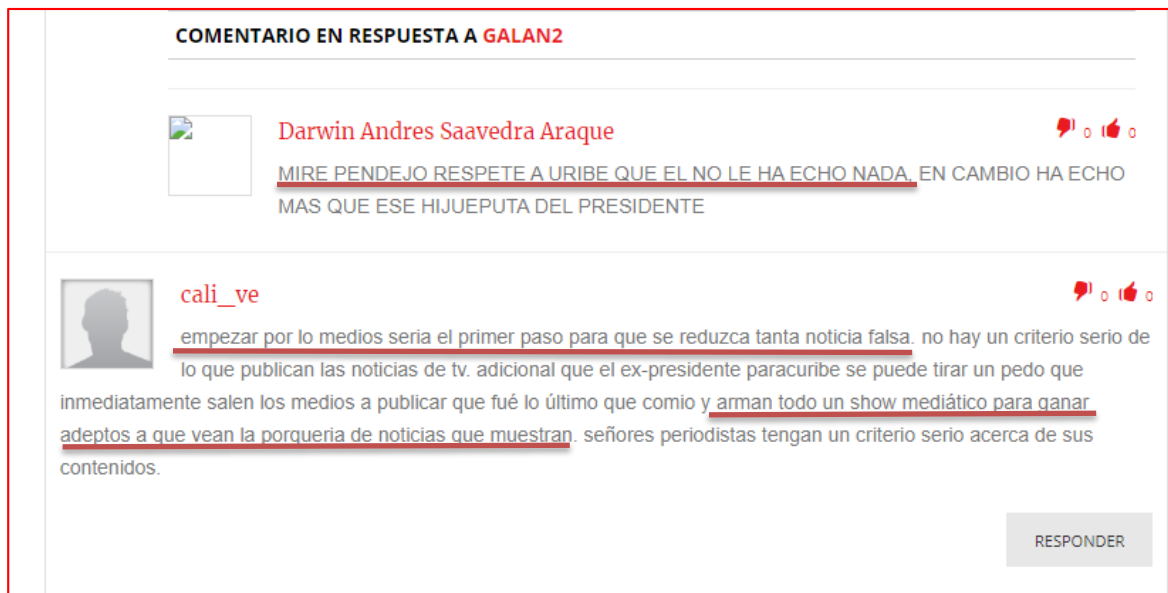 COMENTARIO EN RESPUESTA A GALAN2
Darwin Andres Saavedra Araque
0 0
MIRE PENDEJO RESPETE A URIBE QUE EL NO LE HA ECHO NADA, EN CAMBIO HA ECHO
MAS QUE ESE HIJUEPUTA DEL PRESIDENTE
cali_ve
0 0
empezar por lo medios seria el primer paso para que se reduzca tanta noticia falsa. no hay un criterio serio de
lo que publican las noticias de tv. adicional que el ex-presidente paracuribe se puede tirar un pedo que
inmediatamente salen los medios a publicar que fué lo último que comio y arman todo un show mediático para ganar
adeptos a que vean la porqueria de noticias que muestran. señores periodistas tengan un criterio serio acerca de sus
contenidos.
RESPONDER